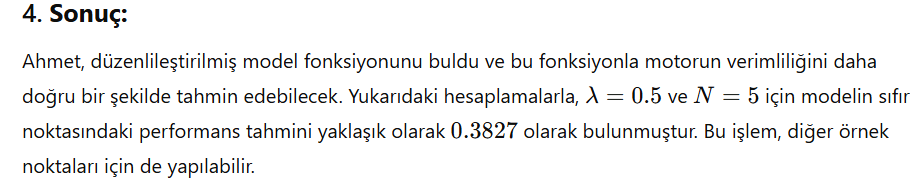 4. Sonuç:
Ahmet, düzenlileştirilmiş model fonksiyonunu buldu ve bu fonksiyonla motorun verimliliğini daha
doğru bir şekilde tahmin edebilecek. Yukarıdaki hesaplamalarla, λ = 0.5 ve N = 5 için modelin sıfır
noktasındaki performans tahmini yaklaşık olarak 0.3827 olarak bulunmuştur. Bu işlem, diğer örnek
noktaları için de yapılabilir.